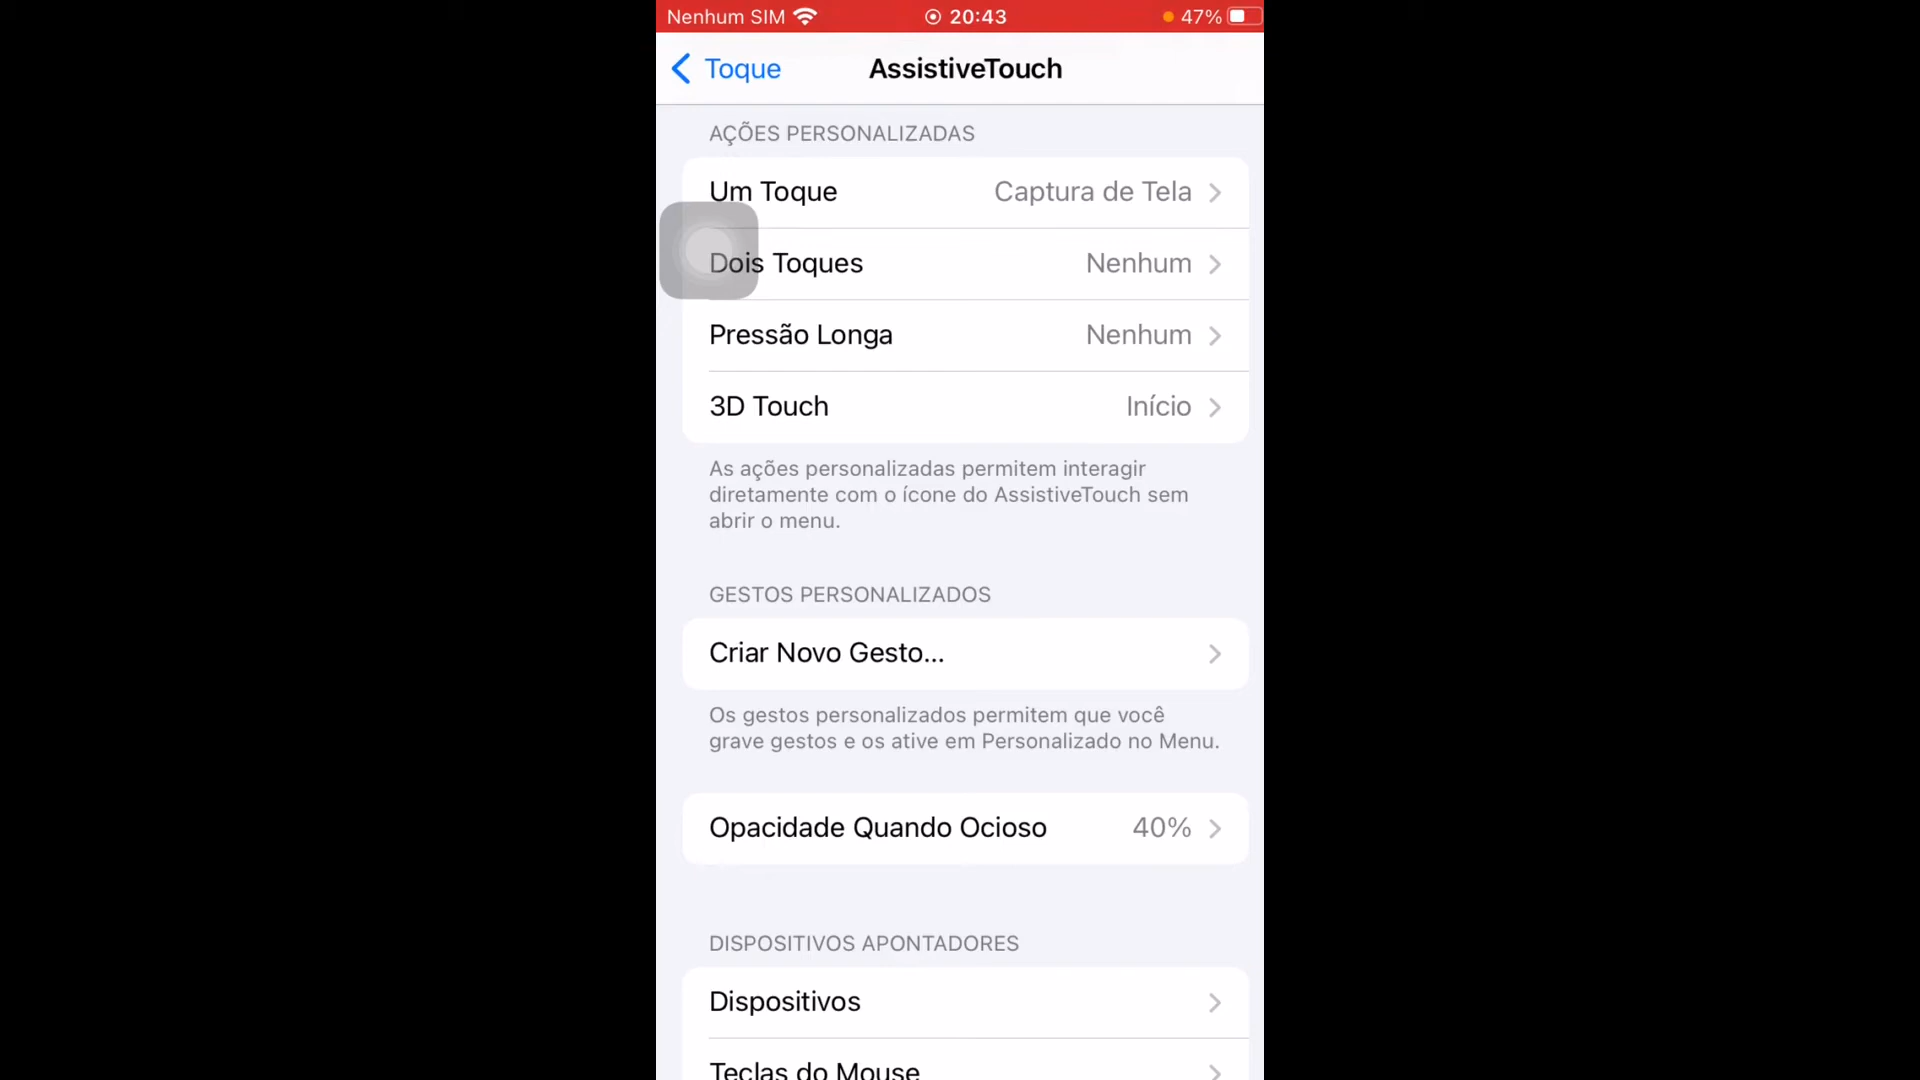 Nenhum SIM 20:43 47%
Toque AssistiveTouch
AÇÕES PERSONALIZADAS
Um Toque Captura de Tela
Dois Toques Nenhum
Pressão Longa Nenhum
3D Touch Início
As ações personalizadas permitem interagir
diretamente com o ícone do AssistiveTouch sem
abrir o menu.
GESTOS PERSONALIZADOS
Criar Novo Gesto...
Os gestos personalizados permitem que você
grave gestos e os ative em Personalizado no Menu.
Opacidade Quando Ocioso 40%
DISPOSITIVOS APONTADORES
Dispositivos
Teclas do Mouse